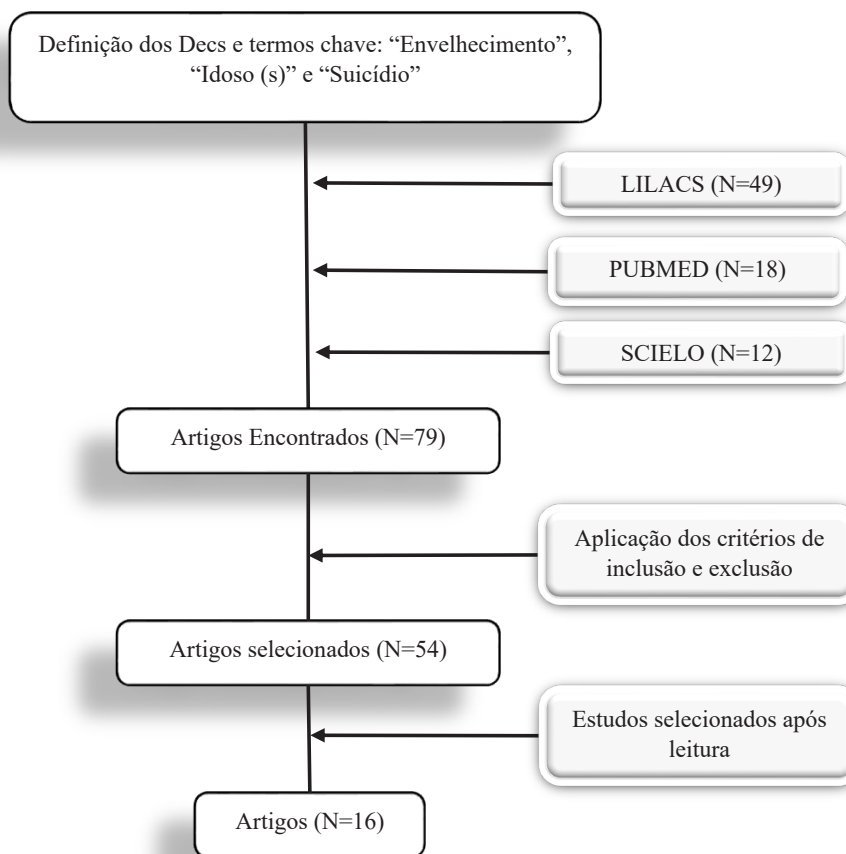 Definição dos Decs e termos chave: “Envelhecimento”,
“Idoso (s)” e “Suicídio”
LILACS (N=49)
PUBMED (N=18)
SCIELO (N=12)
Artigos Encontrados (N=79)
Aplicação dos critérios de
inclusão e exclusão
Artigos selecionados (N=54)
Estudos selecionados após
leitura
Artigos (N=16)